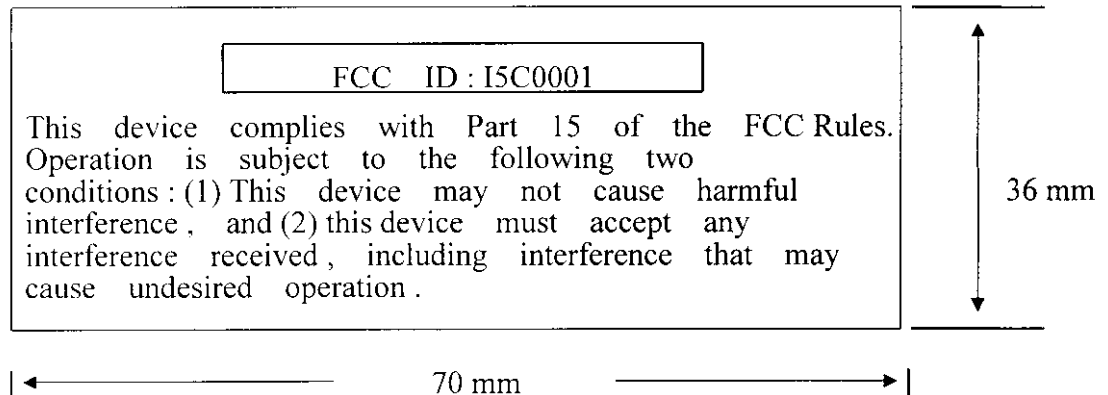 FCC ID : I5C0001
This device complies with Part 15 of the FCC Rules.
Operation is subject to the following two
conditions : (1) This device may not cause harmful
interference , and (2) this device must accept any
interference received , including interference that may
cause undesired operation .
36 mm
70 mm